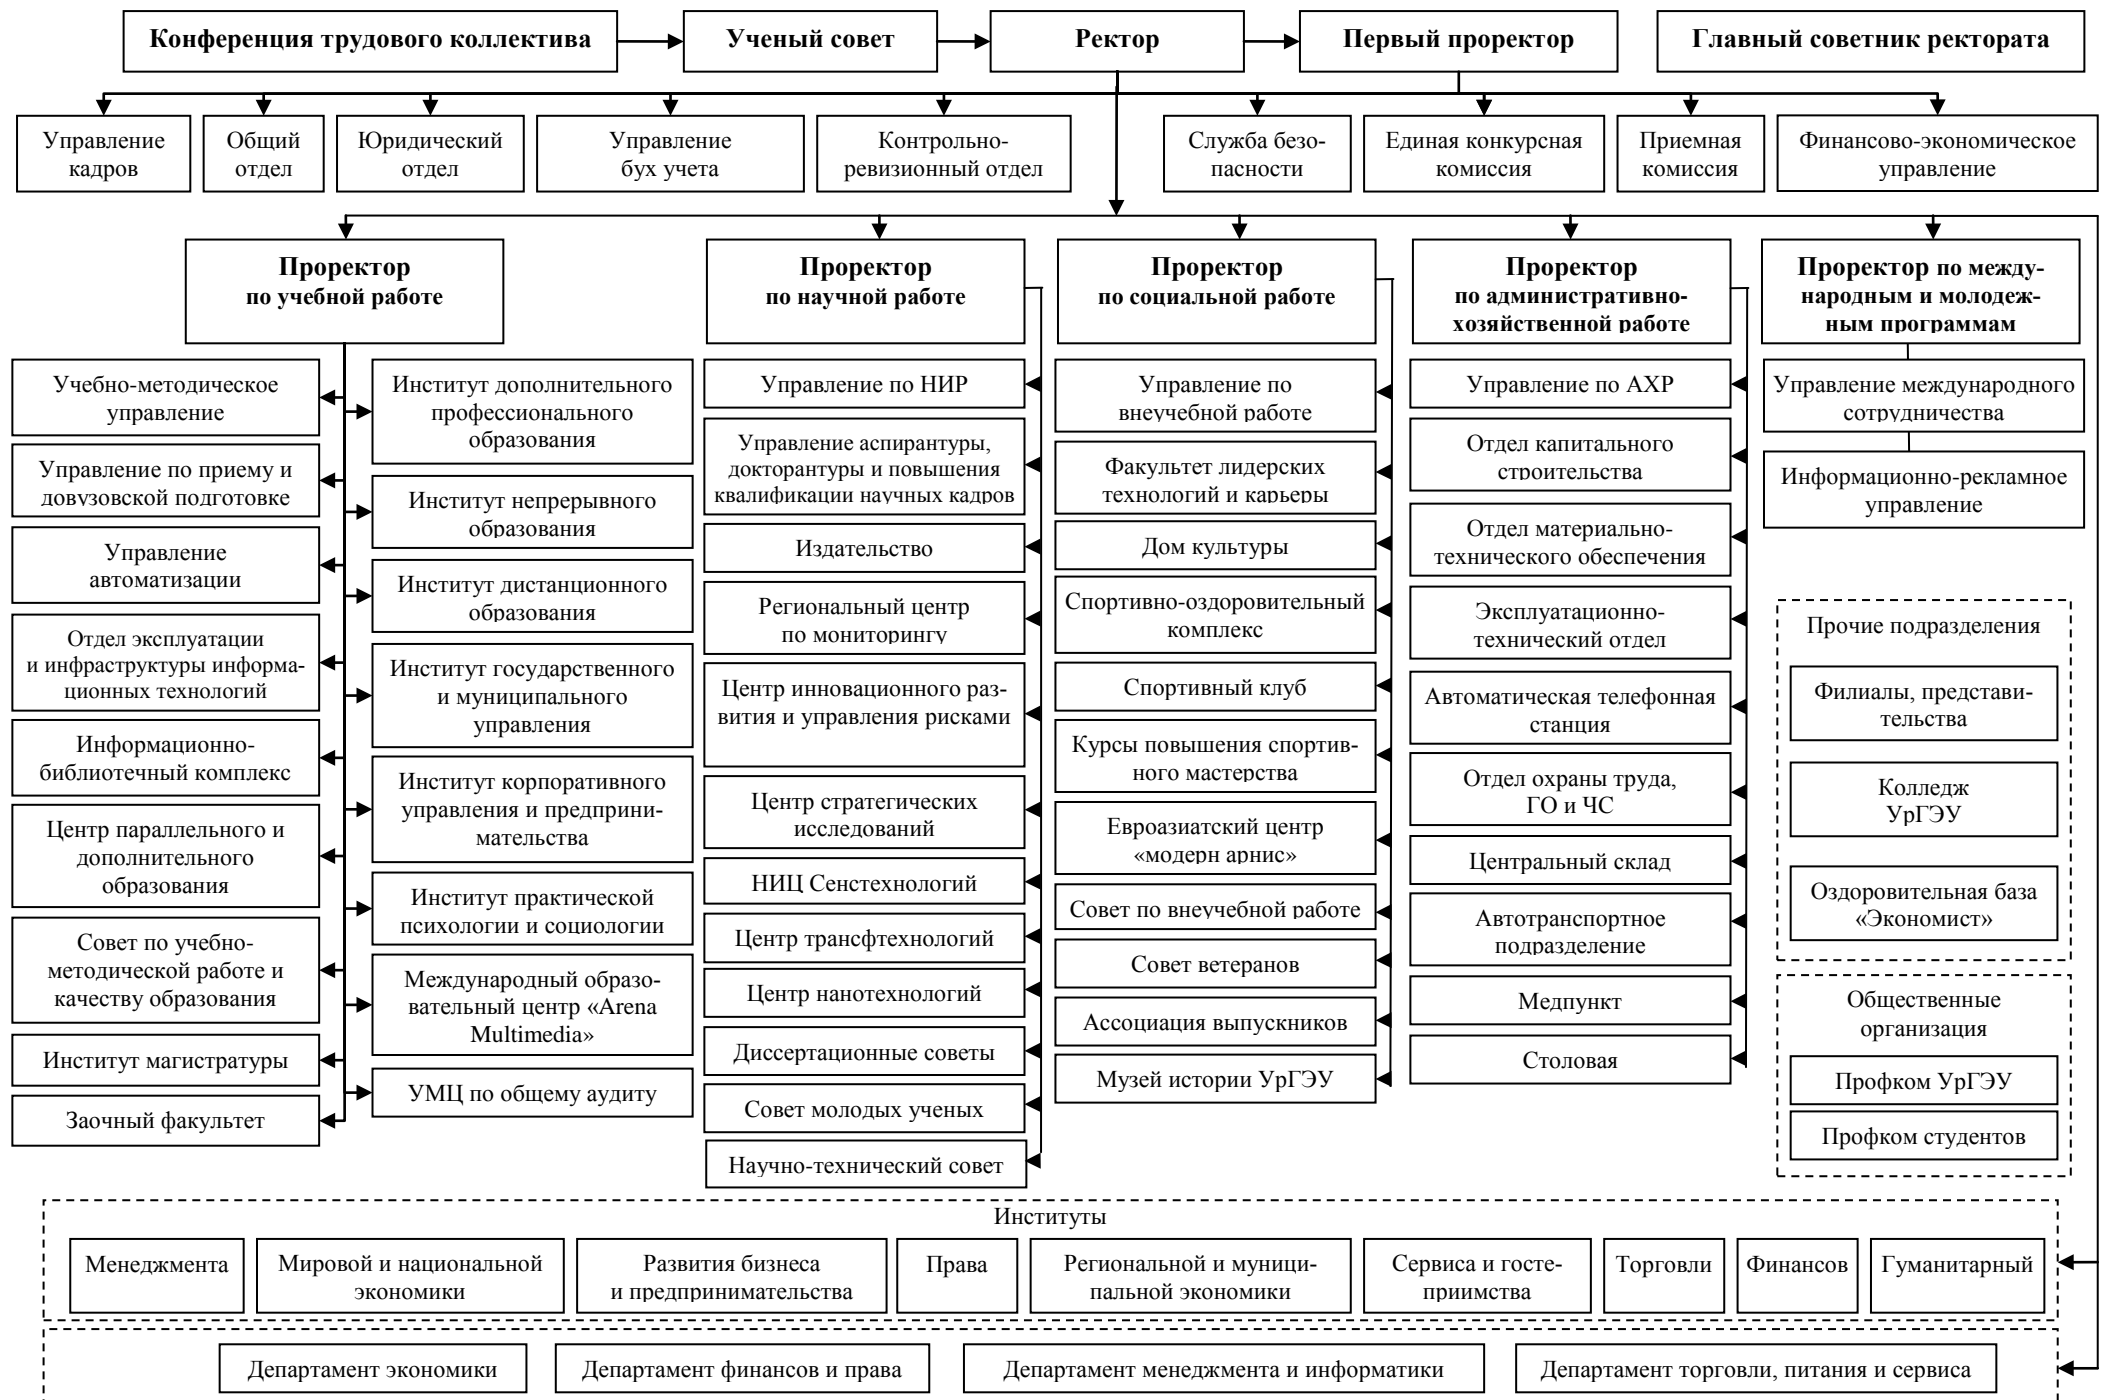 Конференция трудового коллектива
Ученый совет
Ректор
Первый проректор
Главный советник ректората
Управление
кадров
Общий
отдел
Юридический
отдел
Управление
бух учета
Контрольно-
ревизионный отдел
Служба безо-
пасности
Единая конкурсная
комиссия
Приемная
комиссия
Финансово-экономическое
управление
Проректор
по учебной работе
Проректор
по научной работе
Проректор
по социальной работе
Проректор
по административно-
хозяйственной работе
Проректор по между-
народным и молодеж-
ным программам
Учебно-методическое
управление
Управление по приему и
довузовской подготовке
Управление
автоматизации
Отдел эксплуатации
и инфраструктуры информа-
ционных технологий
Информационно-
библиотечный комплекс
Центр параллельного и
дополнительного
образования
Совет по учебно-
методической работе и
качеству образования
Институт магистратуры
Заочный факультет
Институт дополнительного
профессионального
образования
Институт непрерывного
образования
Институт дистанционного
образования
Институт государственного
и муниципального
управления
Институт корпоративного
управления и предприни-
мательства
Институт практической
психологии и социологии
Международный образо-
вательный центр «Arena
Multimedia»
УМЦ по общему аудиту
Управление по НИР
Управление аспирантуры,
докторантуры и повышения
квалификации научных кадров
Издательство
Региональный центр
по мониторингу
Центр инновационного раз-
вития и управления рисками
Центр стратегических
исследований
НИЦ Сенстехнологий
Центр трансфтехнологий
Центр нанотехнологий
Диссертационные советы
Совет молодых ученых
Научно-технический совет
Управление по
внеучебной работе
Факультет лидерских
технологий и карьеры
Дом культуры
Спортивно-оздоровительный
комплекс
Спортивный клуб
Курсы повышения спортив-
ного мастерства
Евроазиатский центр
«модерн арнис»
Совет по внеучебной работе
Совет ветеранов
Ассоциация выпускников
Музей истории УрГЭУ
Управление по АХР
Отдел капитального
строительства
Отдел материально-
технического обеспечения
Эксплуатационно-
технический отдел
Автоматическая телефонная
станция
Отдел охраны труда,
ГО и ЧС
Центральный склад
Автотранспортное
подразделение
Медпункт
Столовая
Управление международного
сотрудничества
Информационно-рекламное
управление
Прочие подразделения
Филиалы, представи-
тельства
Колледж
УрГЭУ
Оздоровительная база
«Экономист»
Общественные
организация
Профком УрГЭУ
Профком студентов
Институты
Менеджмента
Мировой и национальной
экономики
Развития бизнеса
и предпринимательства
Права
Региональной и муници-
пальной экономики
Сервиса и госте-
приимства
Торговли
Финансов
Гуманитарный
Департамент экономики
Департамент финансов и права
Департамент менеджмента и информатики
Департамент торговли, питания и сервиса